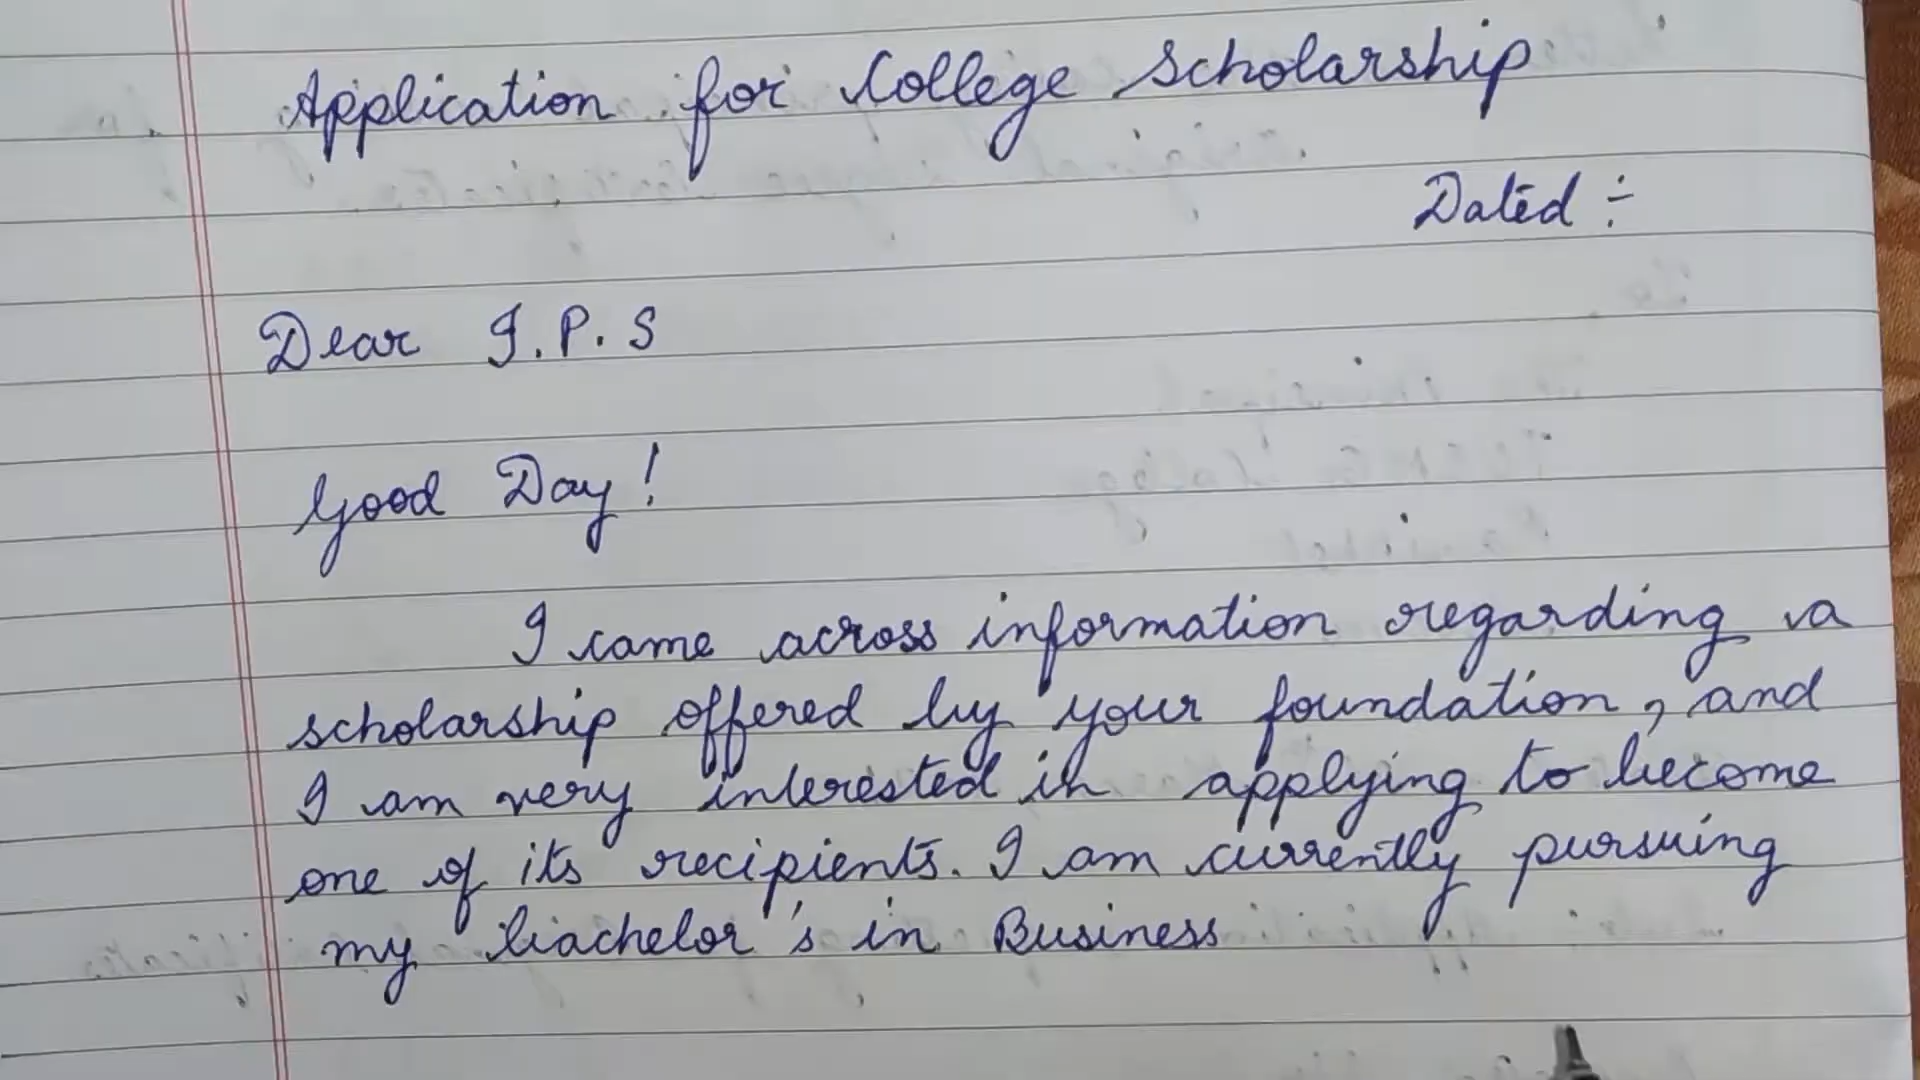 Application for College Scholarship
Dated :-
Dear I.P.S
Good Day!
I came across information regarding a
scholarship offered by your foundation, and
I am very interested in applying to become
one of its recipients. I am currently pursuing
my bachelor's in Business